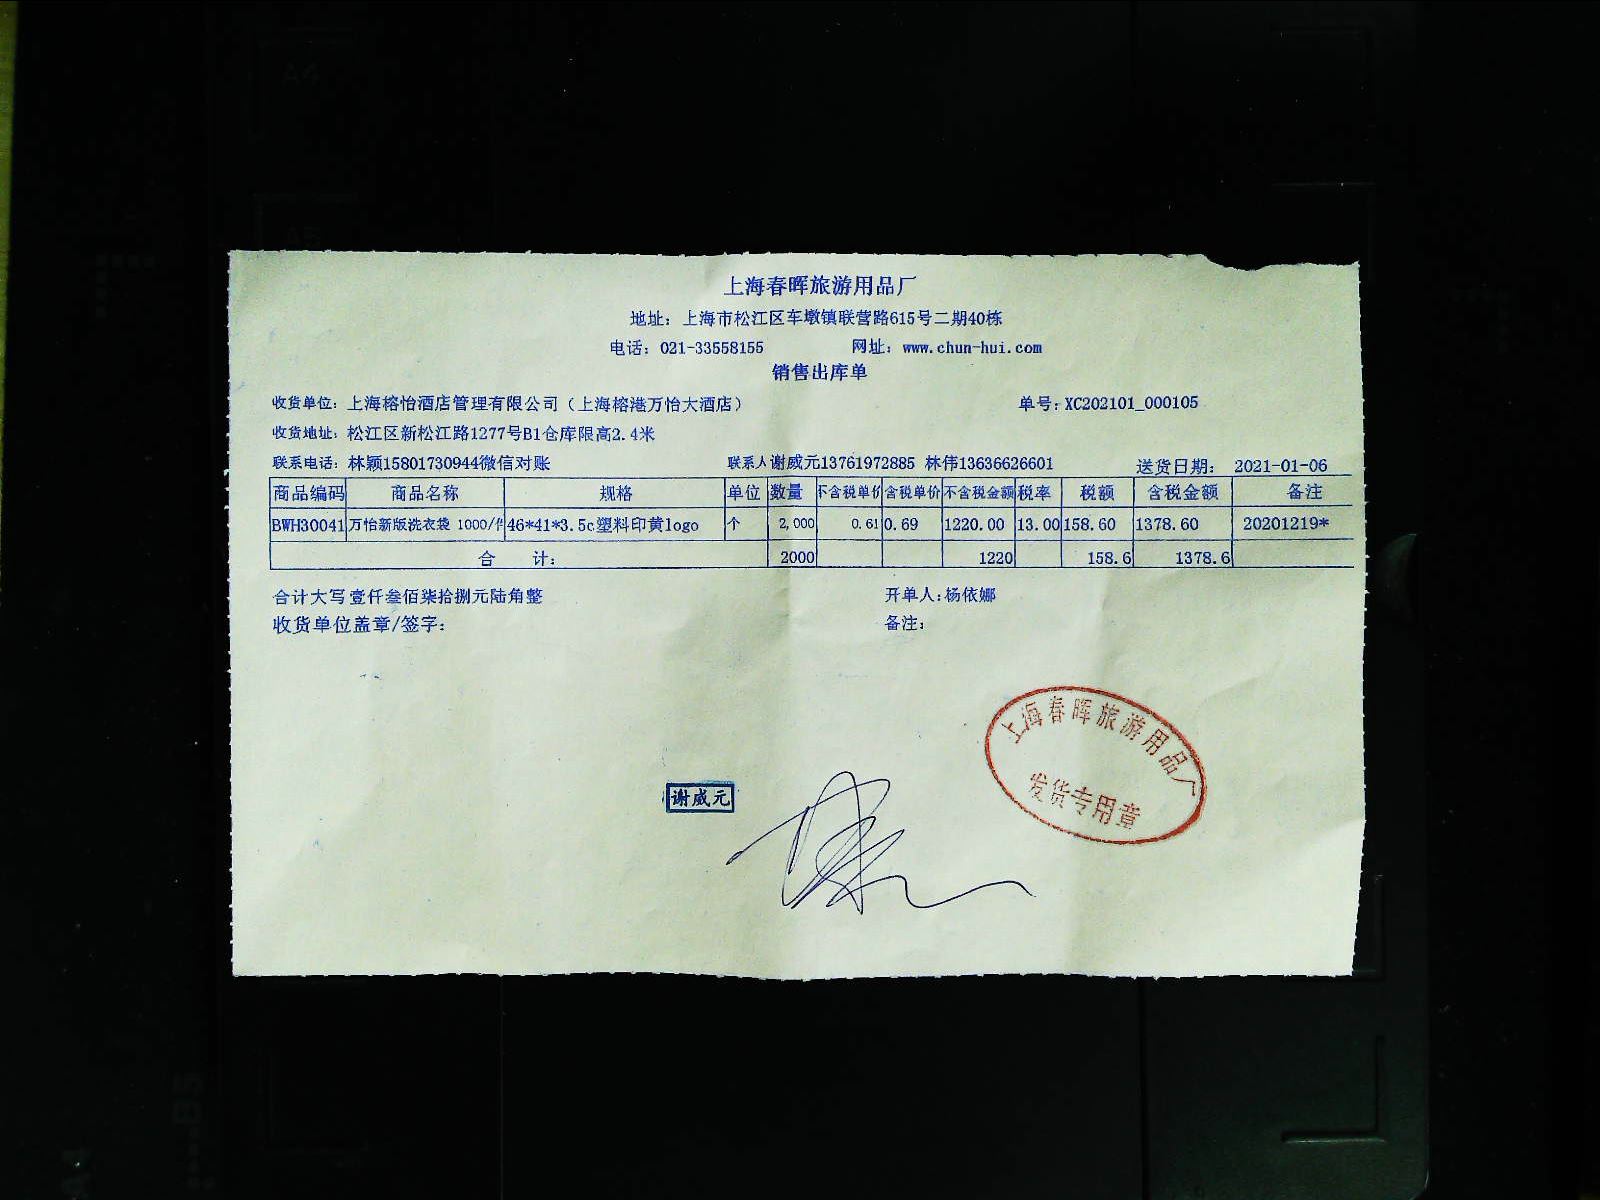 上海春晖旅游用品厂
地址：上海市松江区车墩镇联营路615号二期40栋
电话：021-33558155 网址：www.chun-hui.com
销售出库单
收货单位：上海榕怡酒店管理有限公司（上海榕港万怡大酒店） 单号：XC202101_000105
收货地址：松江区新松江路1277号B1仓库限高2.4米
联系电话：林颖15801730944微信对账 联系人谢威元13761972885 林伟13636626601 送货日期： 2021-01-06
商品编码 商品名称 规格 单位 数量 不含税单价 含税单价 不含税金额 税率 税额 含税金额 备注
BWH30041 万怡新版洗衣袋 1000/件 46*41*3.5c塑料印黄logo 个 2,000 0.61 0.69 1220.00 13.00 158.60 1378.60 20201219*
合 计： 2000 1220 158.6 1378.6
合计大写壹仟叁佰柒拾捌元陆角整 开单人：杨依娜
收货单位盖章/签字： 备注：
上海春晖旅游用品厂
发货专用章
谢威元